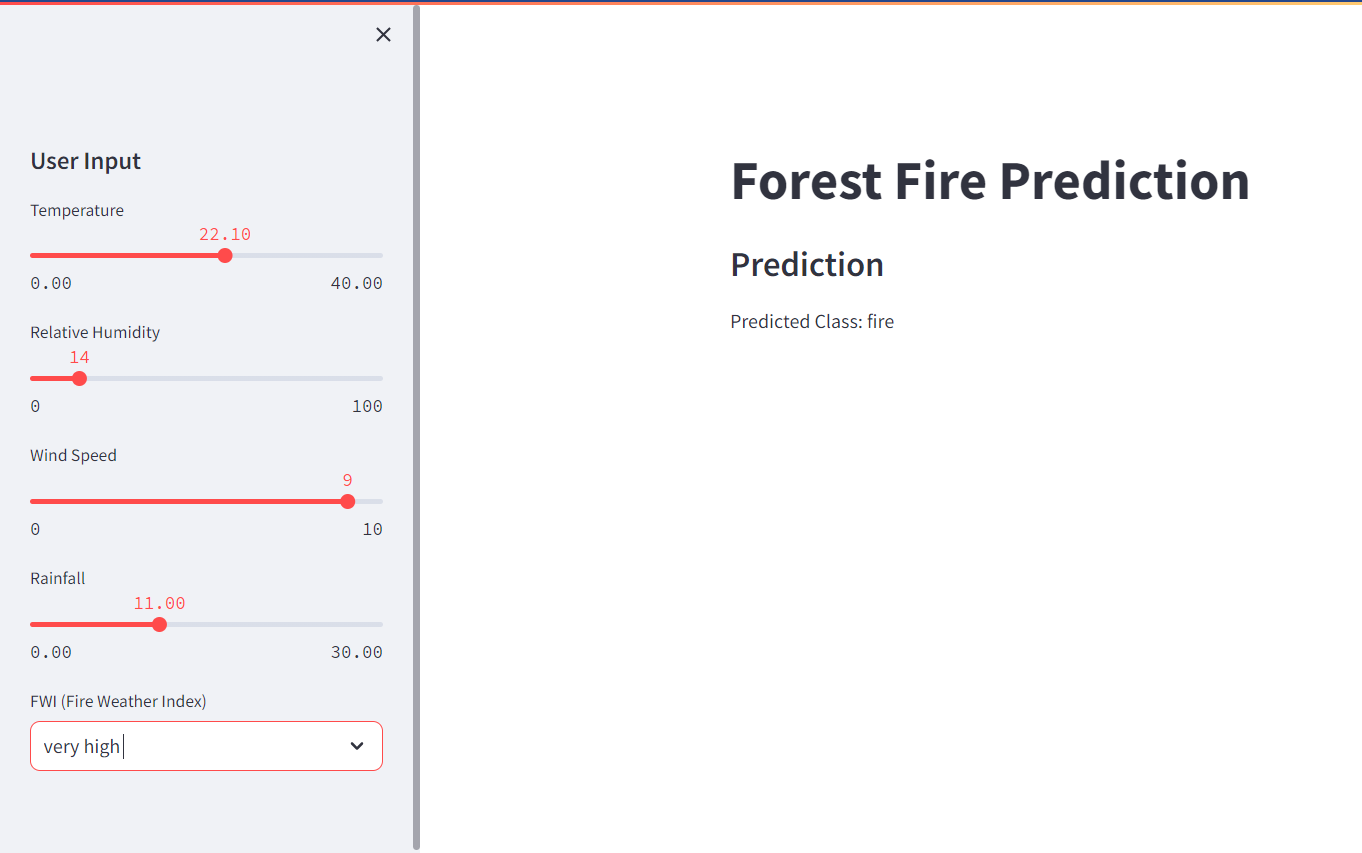 User Input
Temperature
22.10
0.00 40.00
Relative Humidity
14
0 100
Wind Speed
9
0 10
Rainfall
11.00
0.00 30.00
FWI (Fire Weather Index)
very high
Forest Fire Prediction
Prediction
Predicted Class: fire